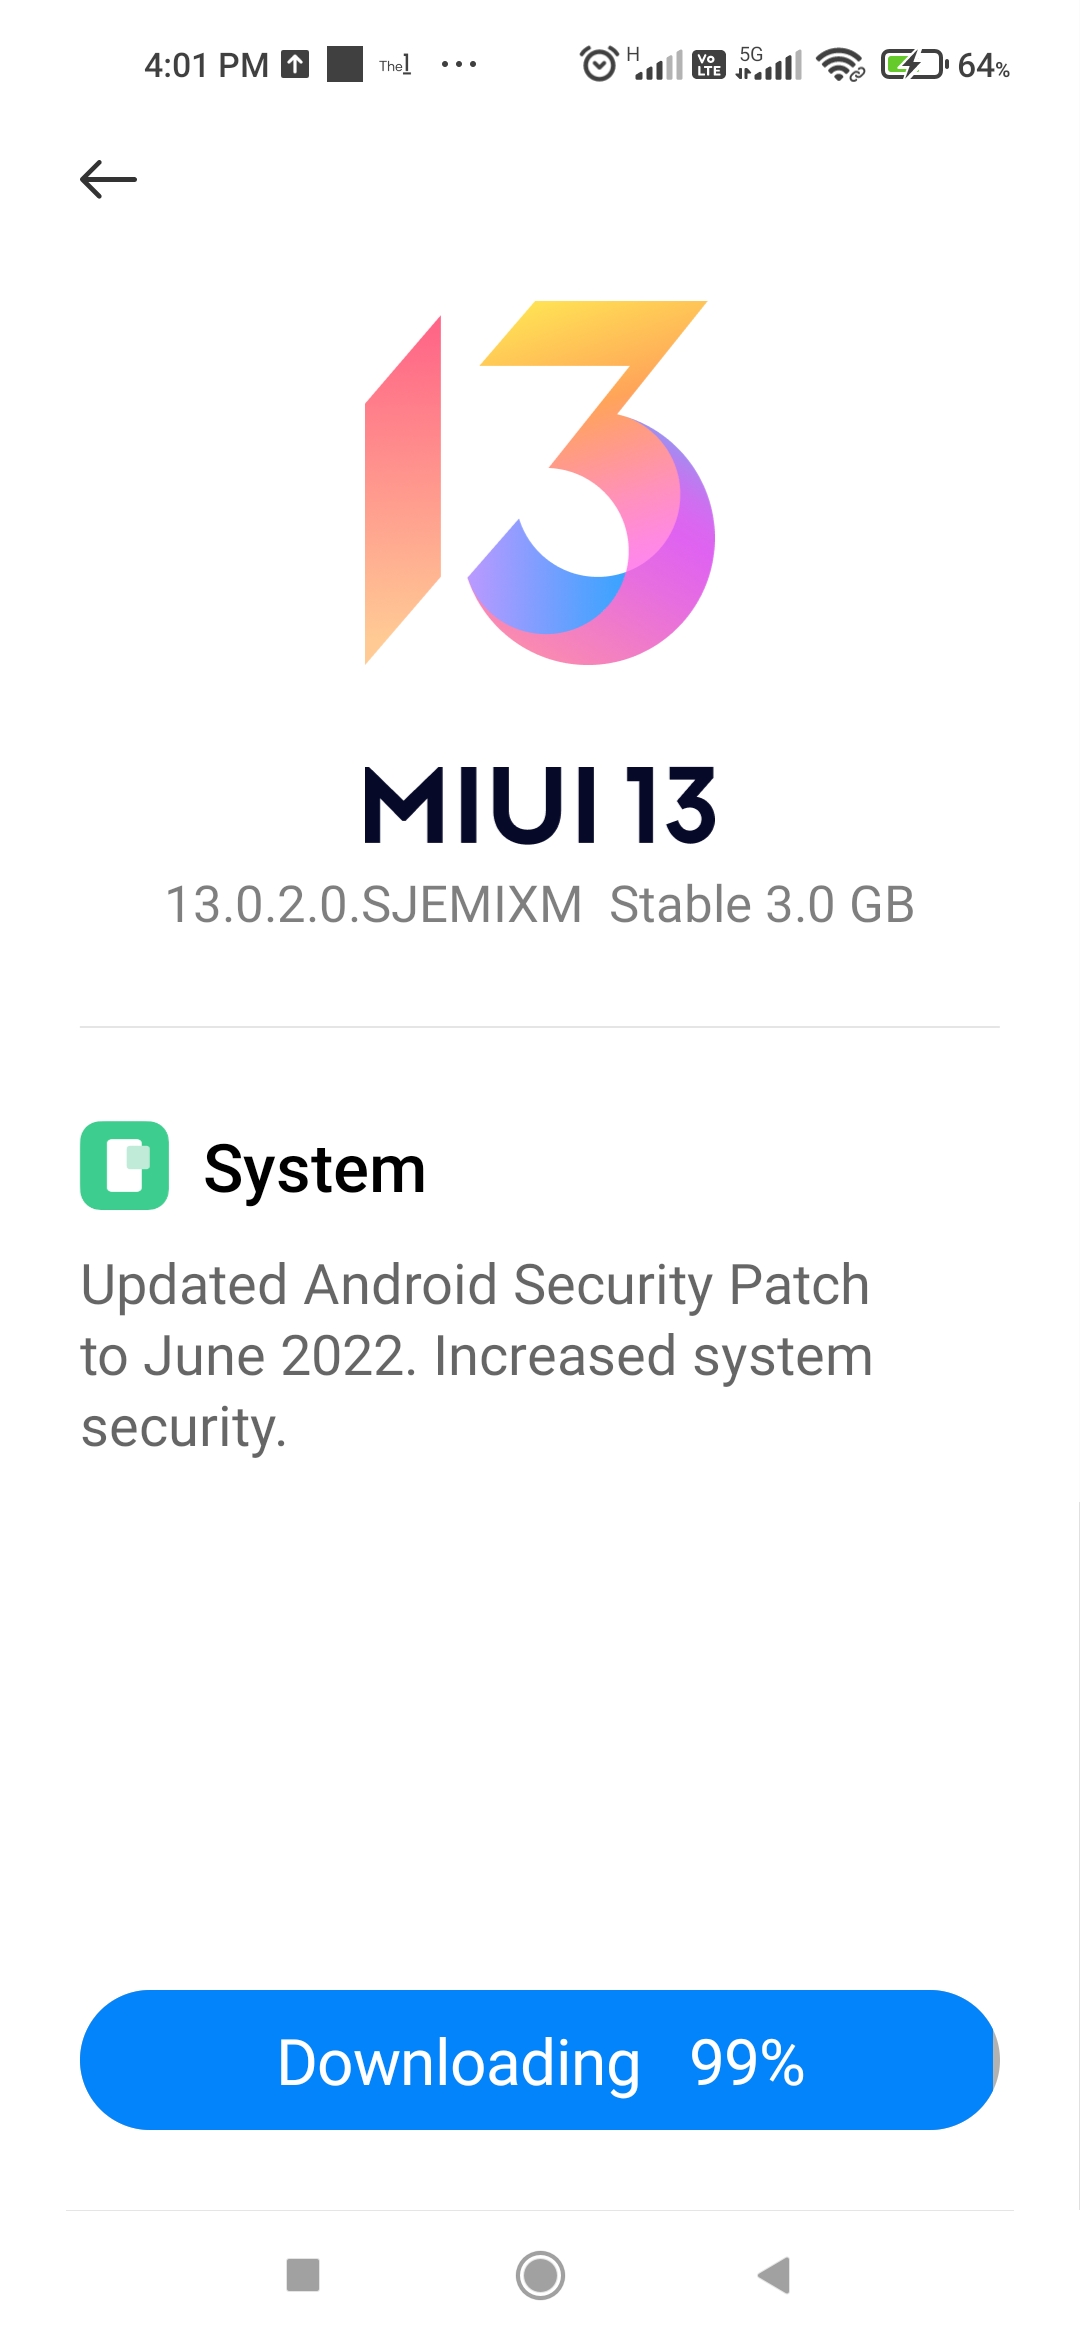 4:01 PM The1 ... H Vo LTE 5G 64%
13
MIUI 13
13.0.2.0.SJEMIXM Stable 3.0 GB
System
Updated Android Security Patch
to June 2022. Increased system
security.
Downloading 99%